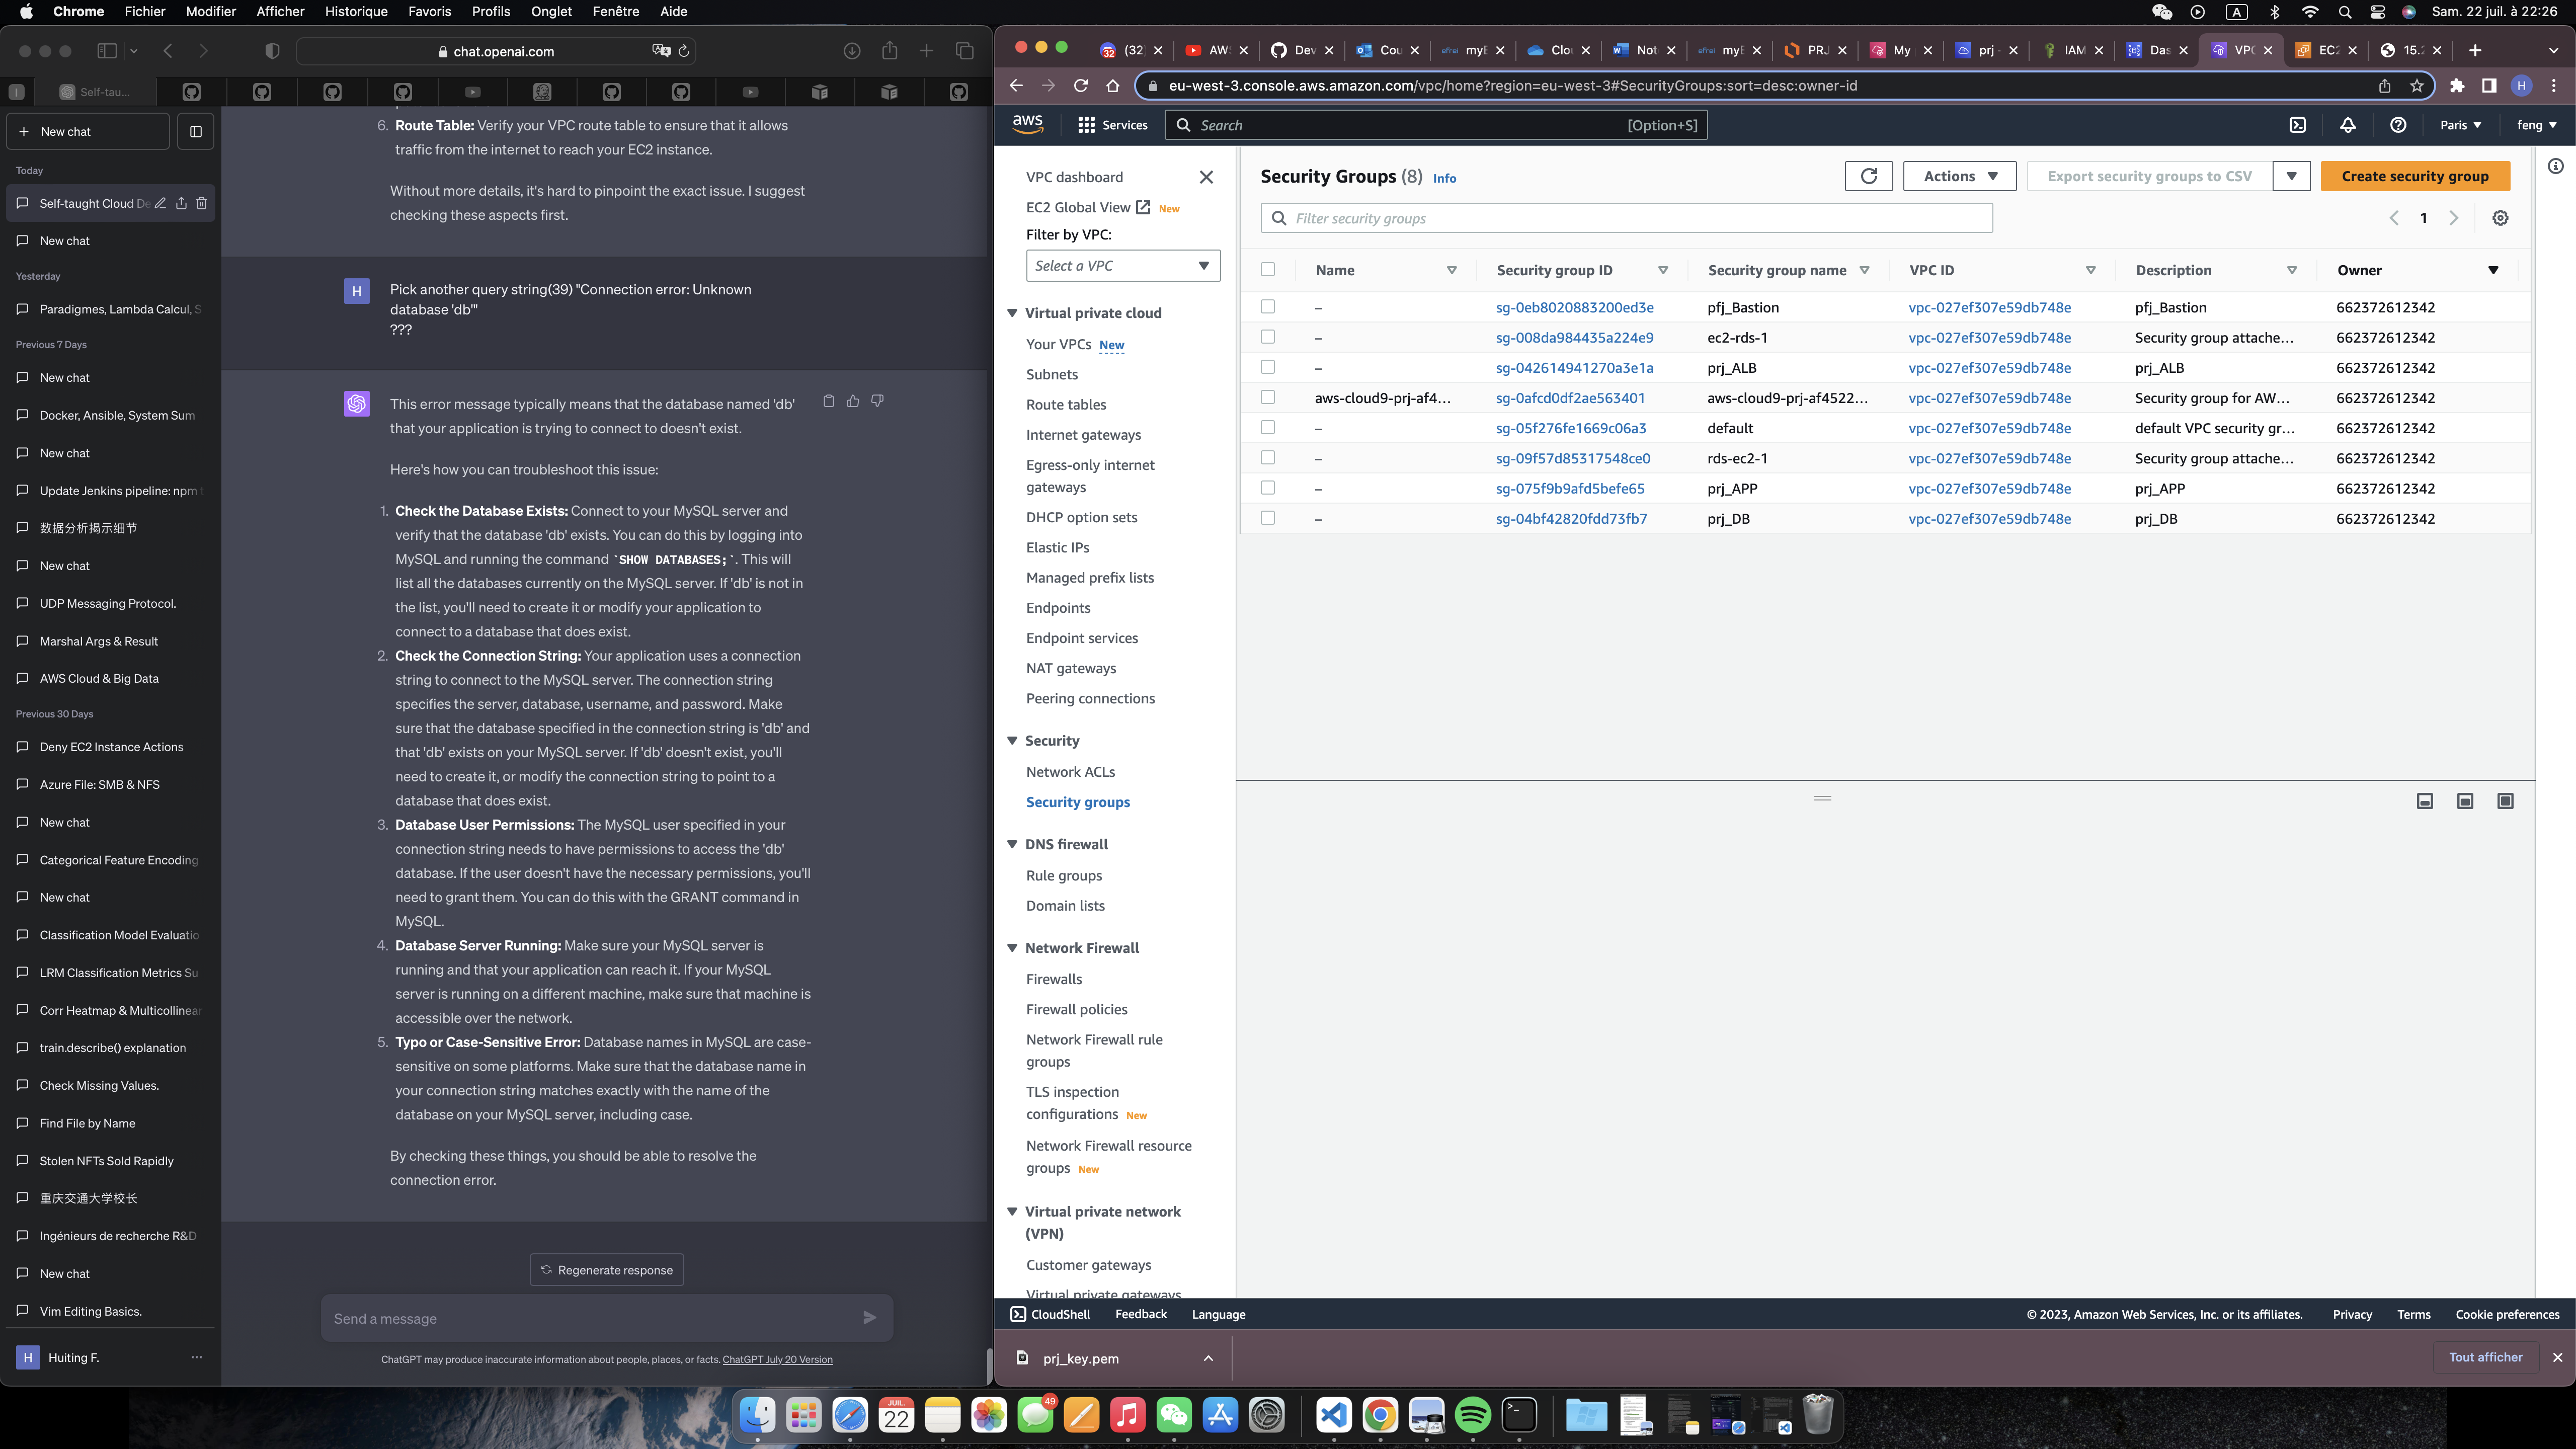 Chrome Fichier Modifier Afficher Historique Favoris Profils Onglet Fenêtre Aide
A
Sam. 22 juil. à 22:26
chat.openai.com
Self-tau...
New chat
Today
Self-taught Cloud De
New chat
Yesterday
Paradigmes, Lambda Calcul, S
Previous 7 Days
New chat
Docker, Ansible, System Sum
New chat
Update Jenkins pipeline: npm
数据分析揭示细节
New chat
UDP Messaging Protocol.
Marshal Args & Result
AWS Cloud & Big Data
Previous 30 Days
Deny EC2 Instance Actions
Azure File: SMB & NFS
New chat
Categorical Feature Encoding
New chat
Classification Model Evaluatio
LRM Classification Metrics Su
Corr Heatmap & Multicollinear
train.describe() explanation
Check Missing Values.
Find File by Name
Stolen NFTs Sold Rapidly
重庆交通大学校长
Ingénieurs de recherche R&D
New chat
Vim Editing Basics.
H Huiting F. ...
6. Route Table: Verify your VPC route table to ensure that it allows
traffic from the internet to reach your EC2 instance.
Without more details, it's hard to pinpoint the exact issue. I suggest
checking these aspects first.
H
Pick another query string(39) "Connection error: Unknown
database 'db'"
???
This error message typically means that the database named 'db'
that your application is trying to connect to doesn't exist.
Here's how you can troubleshoot this issue:
1. Check the Database Exists: Connect to your MySQL server and
verify that the database 'db' exists. You can do this by logging into
MySQL and running the command `SHOW DATABASES;`. This will
list all the databases currently on the MySQL server. If 'db' is not in
the list, you'll need to create it or modify your application to
connect to a database that does exist.
2. Check the Connection String: Your application uses a connection
string to connect to the MySQL server. The connection string
specifies the server, database, username, and password. Make
sure that the database specified in the connection string is 'db' and
that 'db' exists on your MySQL server. If 'db' doesn't exist, you'll
need to create it, or modify the connection string to point to a
database that does exist.
3. Database User Permissions: The MySQL user specified in your
connection string needs to have permissions to access the 'db'
database. If the user doesn't have the necessary permissions, you'll
need to grant them. You can do this with the GRANT command in
MySQL.
4. Database Server Running: Make sure your MySQL server is
running and that your application can reach it. If your MySQL
server is running on a different machine, make sure that machine is
accessible over the network.
5. Typo or Case-Sensitive Error: Database names in MySQL are case-
sensitive on some platforms. Make sure that the database name in
your connection string matches exactly with the name of the
database on your MySQL server, including case.
By checking these things, you should be able to resolve the
connection error.
Regenerate response
Send a message
ChatGPT may produce inaccurate information about people, places, or facts. ChatGPT July 20 Version
32 (32) AW Dev Cou efrei myE Clou Not efrei myE PRJ My prj IAM Das VPC EC2 15.2
eu-west-3.console.aws.amazon.com/vpc/home?region=eu-west-3#SecurityGroups:sort=desc:owner-id
H
aws Services Search [Option+S] Paris feng
VPC dashboard
EC2 Global View New
Filter by VPC:
Select a VPC
Virtual private cloud
Your VPCs New
Subnets
Route tables
Internet gateways
Egress-only internet
gateways
DHCP option sets
Elastic IPs
Managed prefix lists
Endpoints
Endpoint services
NAT gateways
Peering connections
Security
Network ACLs
Security groups
DNS firewall
Rule groups
Domain lists
Network Firewall
Firewalls
Firewall policies
Network Firewall rule
groups
TLS inspection
configurations New
Network Firewall resource
groups New
Virtual private network
(VPN)
Customer gateways
Virtual private gateways
Security Groups (8) Info
Actions Export security groups to CSV Create security group
Filter security groups
1
Name Security group ID Security group name VPC ID Description Owner
– sg-0eb8020883200ed3e pfj_Bastion vpc-027ef307e59db748e pfj_Bastion 662372612342
– sg-008da984435a224e9 ec2-rds-1 vpc-027ef307e59db748e Security group attache... 662372612342
– sg-042614941270a3e1a prj_ALB vpc-027ef307e59db748e prj_ALB 662372612342
aws-cloud9-prj-af4... sg-0afcd0df2ae563401 aws-cloud9-prj-af4522... vpc-027ef307e59db748e Security group for AW... 662372612342
– sg-05f276fe1669c06a3 default vpc-027ef307e59db748e default VPC security gr... 662372612342
– sg-09f57d85317548ce0 rds-ec2-1 vpc-027ef307e59db748e Security group attache... 662372612342
– sg-075f9b9afd5befe65 prj_APP vpc-027ef307e59db748e prj_APP 662372612342
– sg-04bf42820fdd73fb7 prj_DB vpc-027ef307e59db748e prj_DB 662372612342
CloudShell Feedback Language © 2023, Amazon Web Services, Inc. or its affiliates. Privacy Terms Cookie preferences
prj_key.pem Tout afficher
JUIL.
22
49